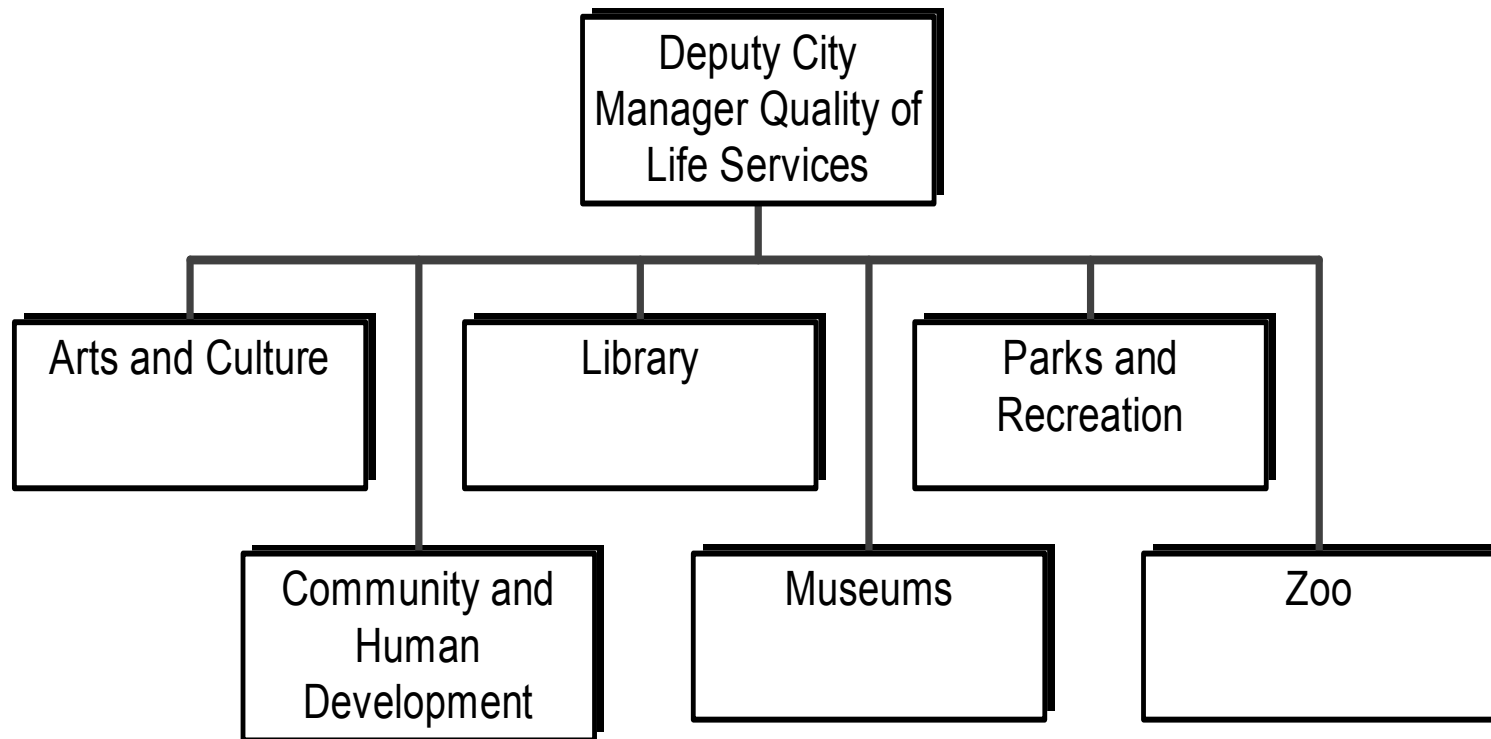 Deputy City
Manager Quality of
Life Services
Arts and Culture
Library
Parks and
Recreation
Community and
Human
Development
Museums
Zoo